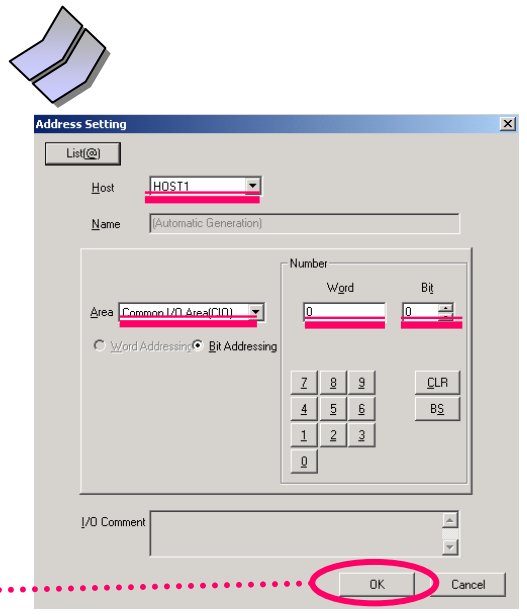 Address Setting
List(@)
Host HOST1
Name (Automatic Generation)
Number
Word Bit
Area Common I/O Area(CIO) 0 0
Word Addressing Bit Addressing
7 8 9 CLR
4 5 6 BS
1 2 3
0
I/O Comment
OK Cancel